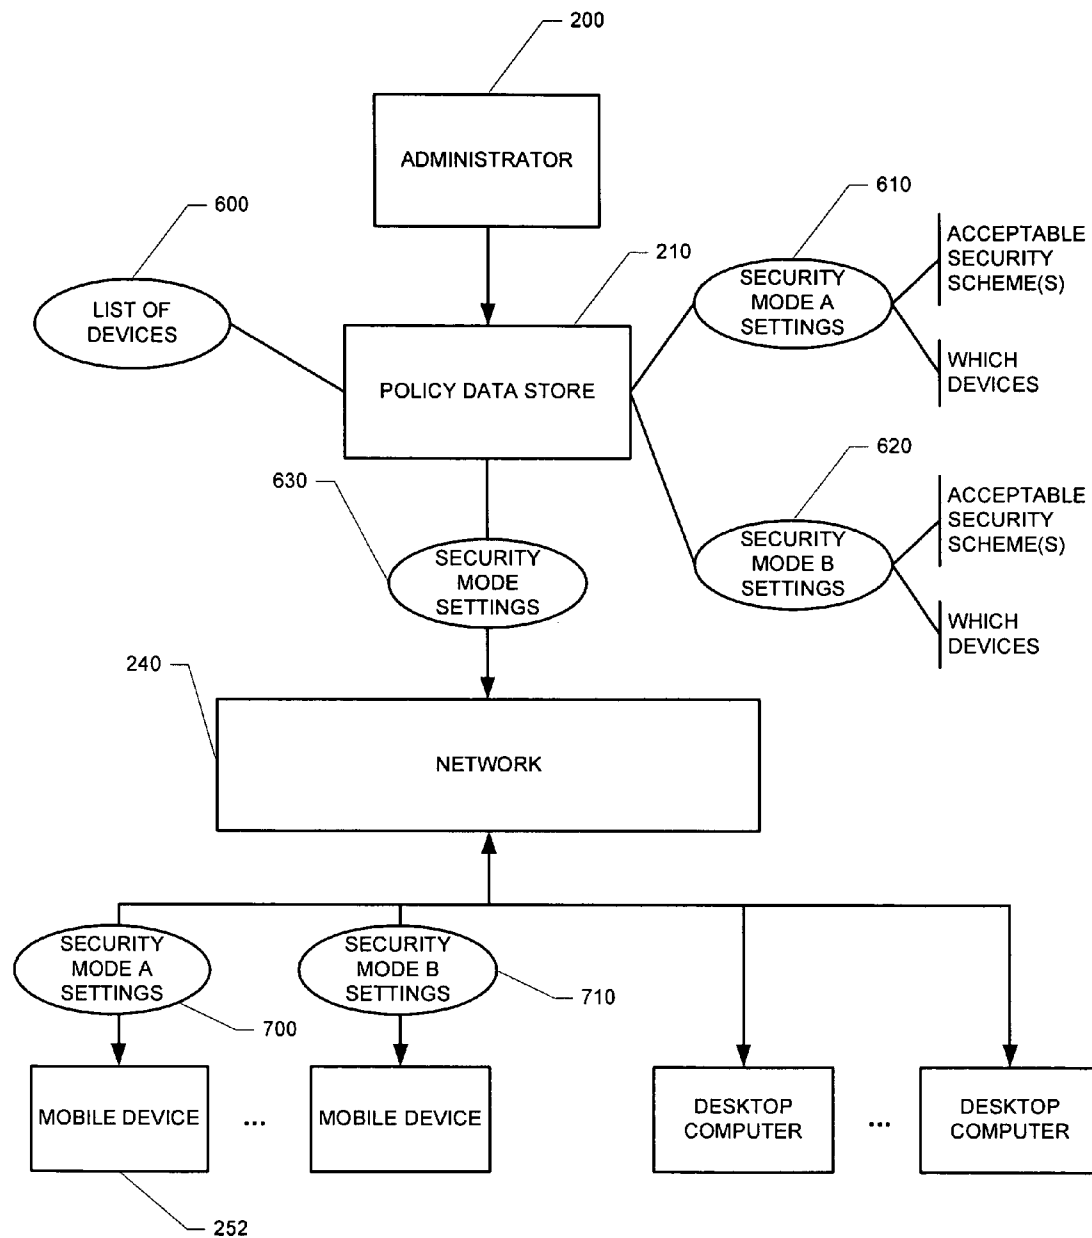 200
ADMINISTRATOR
600
610
ACCEPTABLE
SECURITY
SCHEME(S)
210
SECURITY
MODE A
SETTINGS
LIST OF
DEVICES
WHICH
DEVICES
POLICY DATA STORE
620
630
ACCEPTABLE
SECURITY
SCHEME(S)
SECURITY
MODE B
SETTINGS
SECURITY
MODE
SETTINGS
WHICH
DEVICES
240
NETWORK
SECURITY
MODE A
SETTINGS
SECURITY
MODE B
SETTINGS
710
700
MOBILE DEVICE
...
MOBILE DEVICE
DESKTOP
COMPUTER
...
DESKTOP
COMPUTER
252